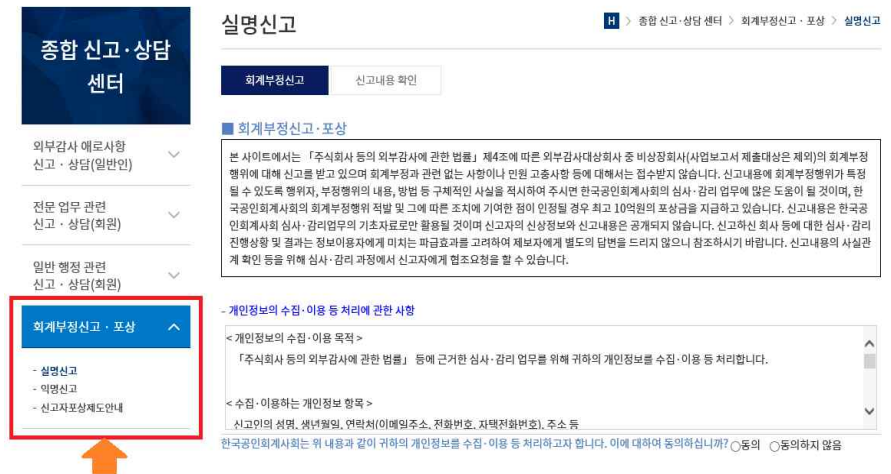 종합 신고·상담
센터
외부감사 애로사항
신고 · 상담(일반인)
전문 업무 관련
신고 · 상담(회원)
일반 행정 관련
신고 · 상담(회원)
회계부정신고 · 포상
- 실명신고
- 익명신고
- 신고자포상제도안내
실명신고
H > 종합 신고·상담 센터 > 회계부정신고 · 포상 > 실명신고
회계부정신고
신고내용 확인
■ 회계부정신고·포상
본 사이트에서는 「주식회사 등의 외부감사에 관한 법률」제4조에 따른 외부감사대상회사 중 비상장회사(사업보고서 제출대상은 제외)의 회계부정
행위에 대해 신고를 받고 있으며 회계부정과 관련 없는 사항이나 민원 고충사항 등에 대해서는 접수받지 않습니다. 신고내용에 회계부정행위가 특정
될 수 있도록 행위자, 부정행위의 내용, 방법 등 구체적인 사실을 적시하여 주시면 한국공인회계사회의 심사·감리 업무에 많은 도움이 될 것이며, 한
국공인회계사회의 회계부정행위 적발 및 그에 따른 조치에 기여한 점이 인정될 경우 최고 10억원의 포상금을 지급하고 있습니다. 신고내용은 한국공
인회계사회 심사·감리업무의 기초자료로만 활용될 것이며 신고자의 신상정보와 신고내용은 공개되지 않습니다. 신고하신 회사 등에 대한 심사·감리
진행상황 및 결과는 정보이용자에게 미치는 파급효과를 고려하여 제보자에게 별도의 답변을 드리지 않으니 참조하시기 바랍니다. 신고내용의 사실관
계 확인 등을 위해 심사·감리 과정에서 신고자에게 협조요청을 할 수 있습니다.
- 개인정보의 수집·이용 등 처리에 관한 사항
< 개인정보의 수집·이용 목적 >
「주식회사 등의 외부감사에 관한 법률」 등에 근거한 심사·감리 업무를 위해 귀하의 개인정보를 수집·이용 등 처리합니다.
< 수집·이용하는 개인정보 항목 >
신고인의 성명, 생년월일, 연락처(이메일주소, 전화번호, 자택전화번호), 주소 등
한국공인회계사회는 위 내용과 같이 귀하의 개인정보를 수집·이용 등 처리하고자 합니다. 이에 대하여 동의하십니까? ○동의 ○동의하지 않음